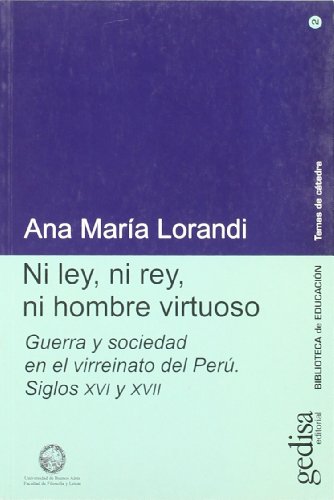 2
Temas de cátedra
Ana María Lorandi
Ni ley, ni rey,
ni hombre virtuoso
Guerra y sociedad
en el virreinato del Perú.
Siglos XVI y XVII
BIBLIOTECA de EDUCACIÓN
gedisa
editorial
Universidad de Buenos Aires
Facultad de Filosofía y Letras